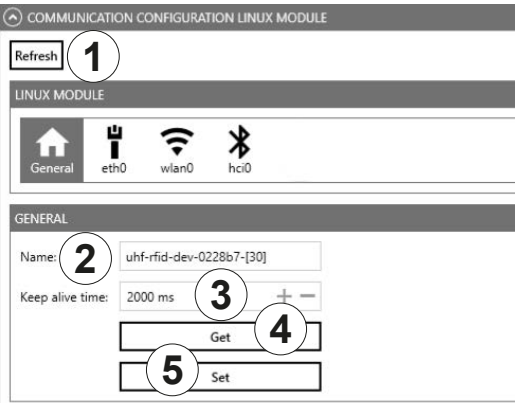 COMMUNICATION CONFIGURATION LINUX MODULE
Refresh 1
LINUX MODULE
General eth0 wlan0 hci0
GENERAL
Name: 2 uhf-rfid-dev-0228b7-[30]
Keep alive time: 2000 ms 3 + −
Get 4
5 Set